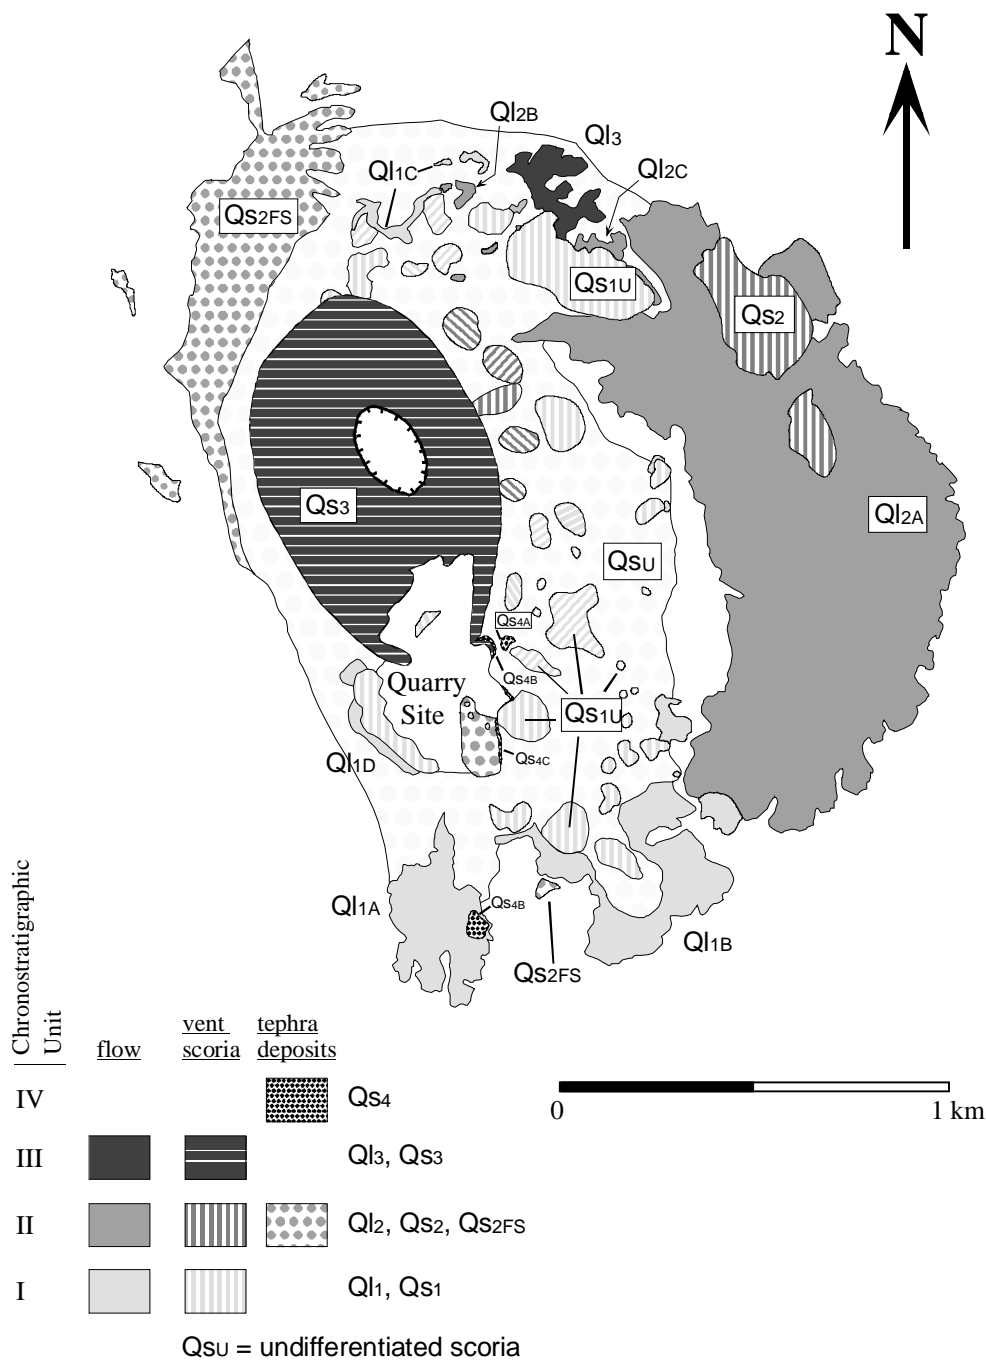 N
Ql2B
Ql3
Ql1C
Ql2C
Qs2FS
Qs1U
Qs2
Qs3
Ql2A
QsU
Qs4A
Qs4B
Quarry
Site
Qs1U
Ql1D
Qs4C
Ql1A
Qs4B
Ql1B
Qs2FS
Chronostratigraphic
Unit
flow
vent
scoria
tephra
deposits
IV
Qs4
0
1 km
III
Ql3, Qs3
II
Ql2, Qs2, Qs2FS
I
Ql1, Qs1
QsU = undifferentiated scoria